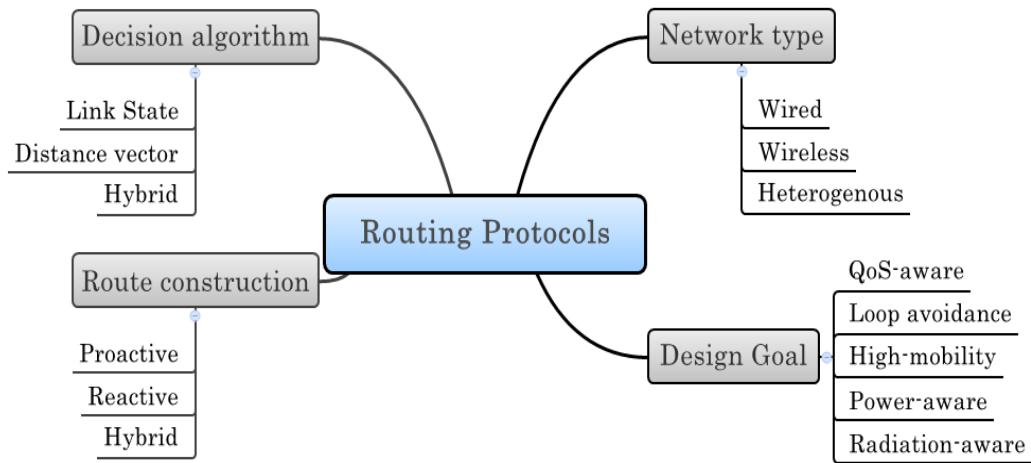 Decision algorithm
Link State
Distance vector
Hybrid
Network type
Wired
Wireless
Heterogenous
Routing Protocols
Route construction
Proactive
Reactive
Hybrid
Design Goal
QoS-aware
Loop avoidance
High-mobility
Power-aware
Radiation-aware